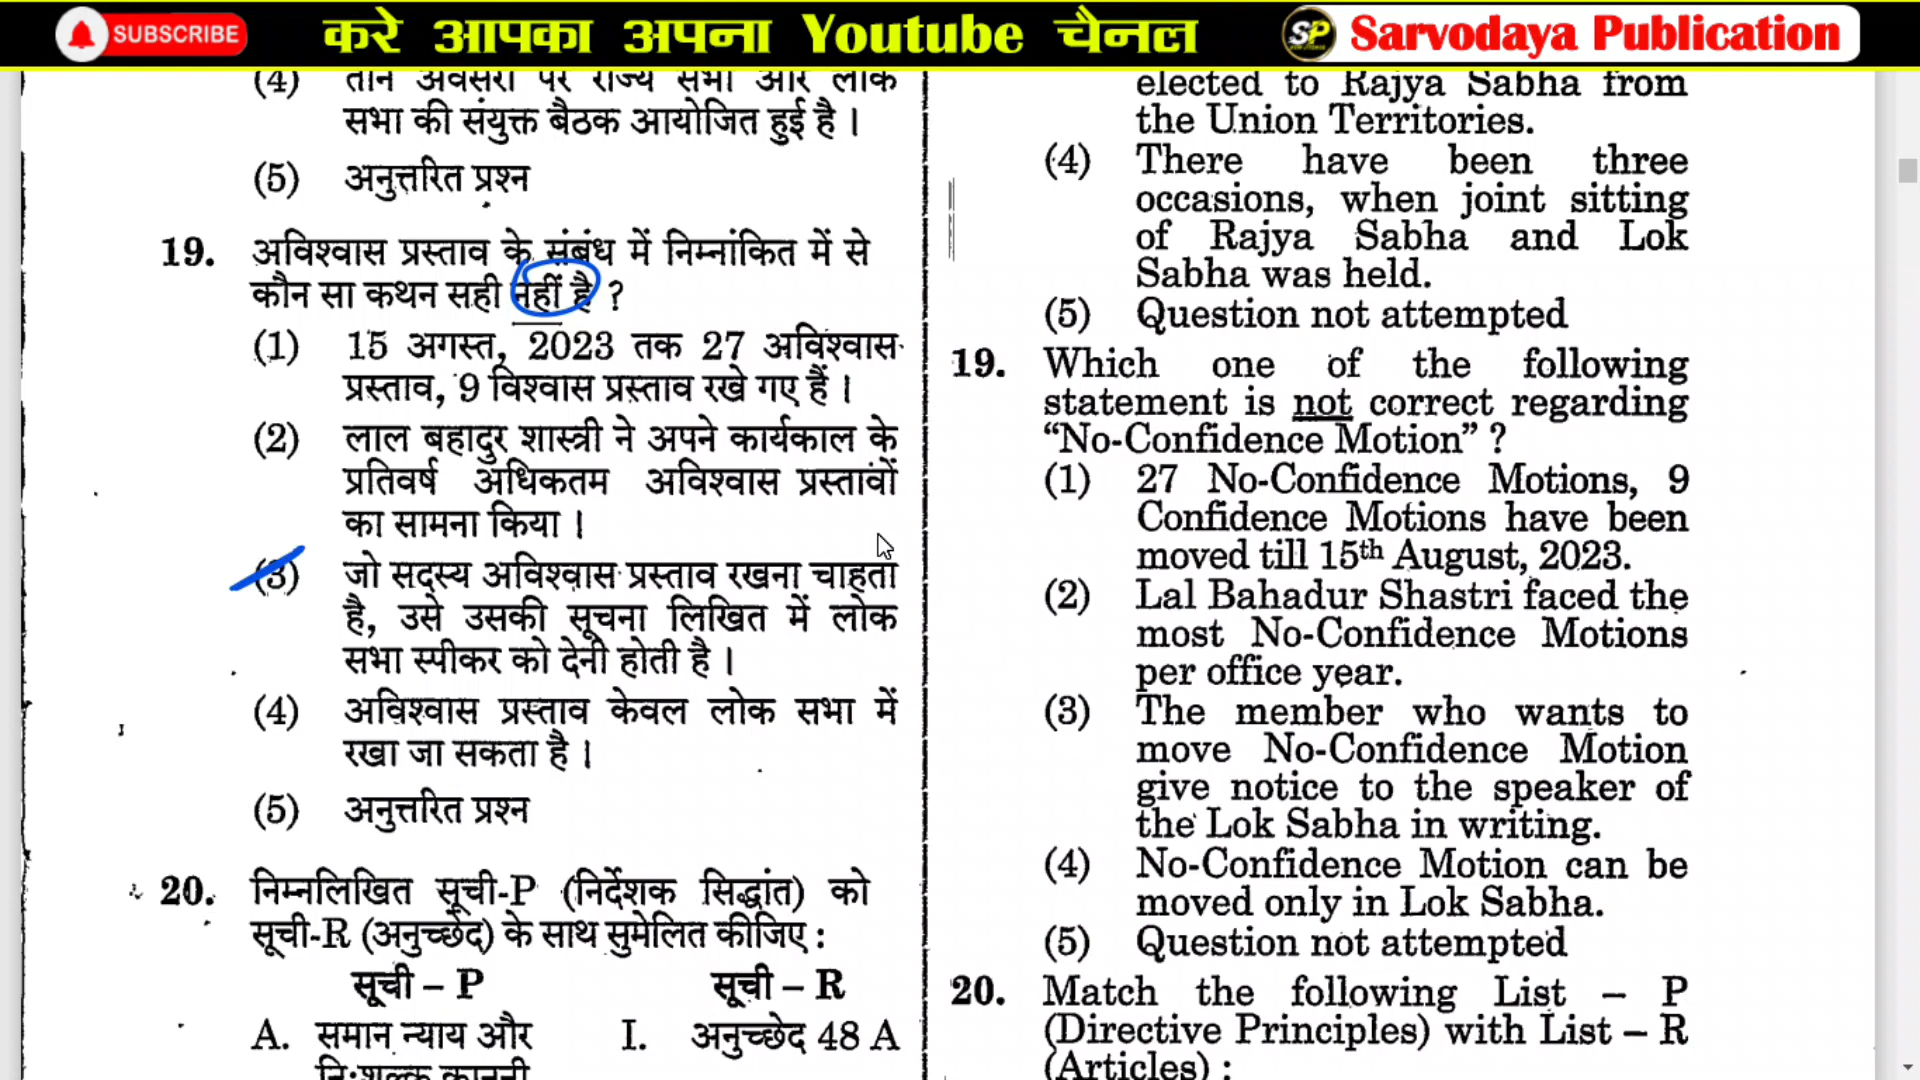 SUBSCRIBE करे आपका अपना Youtube चैनल SP Sarvodaya Publication
(4) तीन अवसरों पर राज्य सभा और लोक
सभा की संयुक्त बैठक आयोजित हुई है ।
(5) अनुत्तरित प्रश्न
19. अविश्वास प्रस्ताव के संबंध में निम्नांकित में से
कौन सा कथन सही नहीं है ?
(1) 15 अगस्त, 2023 तक 27 अविश्वास
प्रस्ताव, 9 विश्वास प्रस्ताव रखे गए हैं ।
(2) लाल बहादुर शास्त्री ने अपने कार्यकाल के
प्रतिवर्ष अधिकतम अविश्वास प्रस्तावों
का सामना किया ।
(3) जो सदस्य अविश्वास प्रस्ताव रखना चाहता
है, उसे उसकी सूचना लिखित में लोक
सभा स्पीकर को देनी होती है ।
(4) अविश्वास प्रस्ताव केवल लोक सभा में
रखा जा सकता है ।
(5) अनुत्तरित प्रश्न
20. निम्नलिखित सूची-P (निर्देशक सिद्धांत) को
सूची-R (अनुच्छेद) के साथ सुमेलित कीजिए :
सूची – P सूची – R
A. समान न्याय और I. अनुच्छेद 48 A
निःशुल्क कानूनी
elected to Rajya Sabha from
the Union Territories.
(4) There have been three
occasions, when joint sitting
of Rajya Sabha and Lok
Sabha was held.
(5) Question not attempted
19. Which one of the following
statement is not correct regarding
“No-Confidence Motion” ?
(1) 27 No-Confidence Motions, 9
Confidence Motions have been
moved till 15th August, 2023.
(2) Lal Bahadur Shastri faced the
most No-Confidence Motions
per office year.
(3) The member who wants to
move No-Confidence Motion
give notice to the speaker of
the Lok Sabha in writing.
(4) No-Confidence Motion can be
moved only in Lok Sabha.
(5) Question not attempted
20. Match the following List – P
(Directive Principles) with List – R
(Articles) :